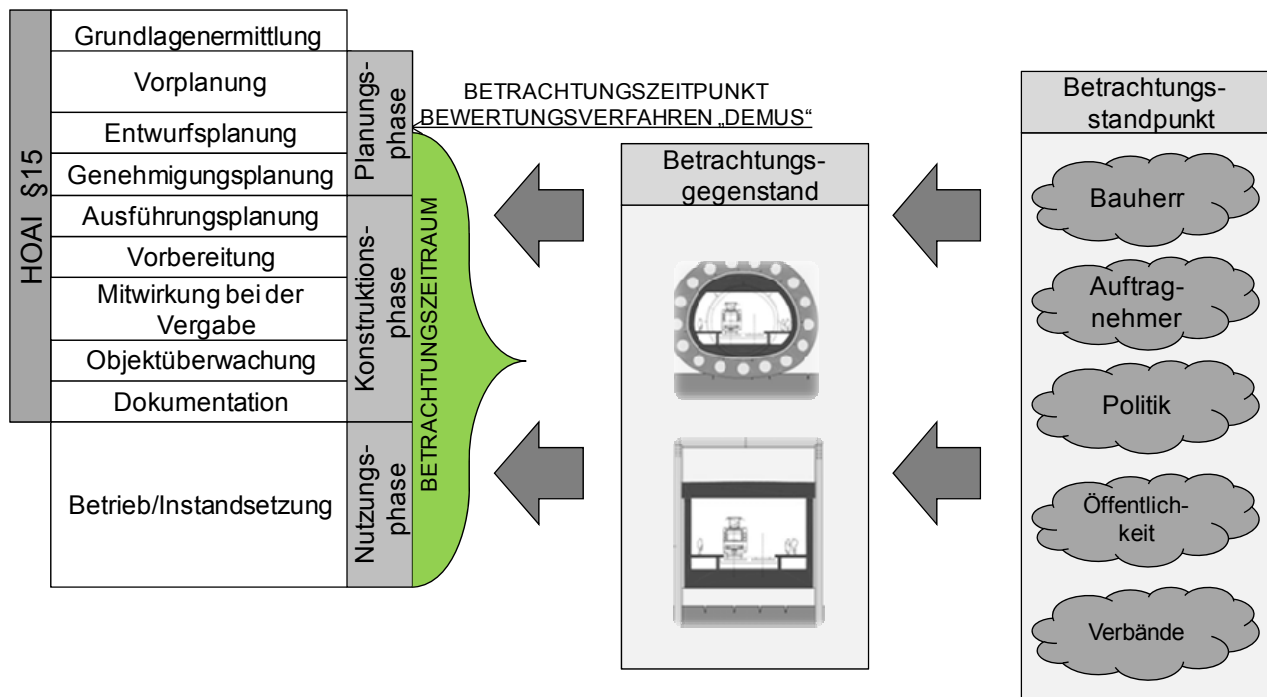 HOAI §15
Grundlagenermittlung
Vorplanung
Entwurfsplanung
Genehmigungsplanung
Ausführungsplanung
Vorbereitung
Mitwirkung bei der
Vergabe
Objektüberwachung
Dokumentation
Betrieb/Instandsetzung
Planungs-
phase
Konstruktions-
phase
Nutzungs-
phase
BETRACHTUNGSZEITRAUM
BETRACHTUNGSZEITPUNKT
BEWERTUNGSVERFAHREN „DEMUS“
Betrachtungs-
gegenstand
Betrachtungs-
standpunkt
Bauherr
Auftrag-
nehmer
Politik
Öffentlich-
keit
Verbände